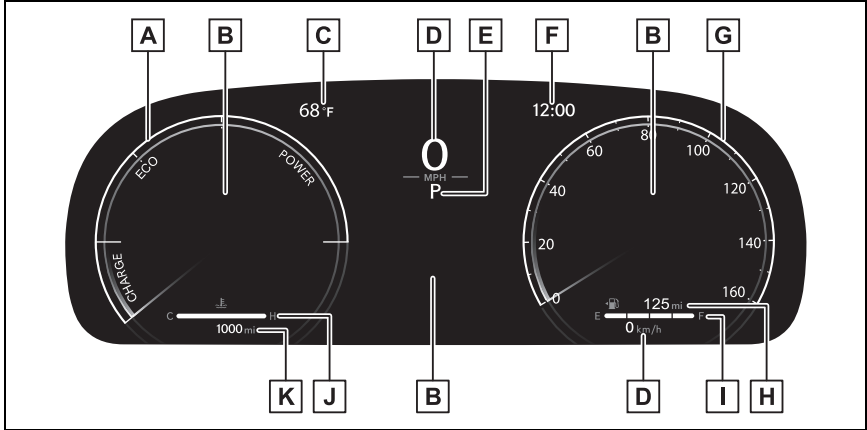 A B C D E F B G
68°F
12:00
0
MPH
P
ECO
POWER
CHARGE
0
20
40
60
80
100
120
140
160
C H
1000 mi
125 mi
E F
0 km/h
K J B D I H